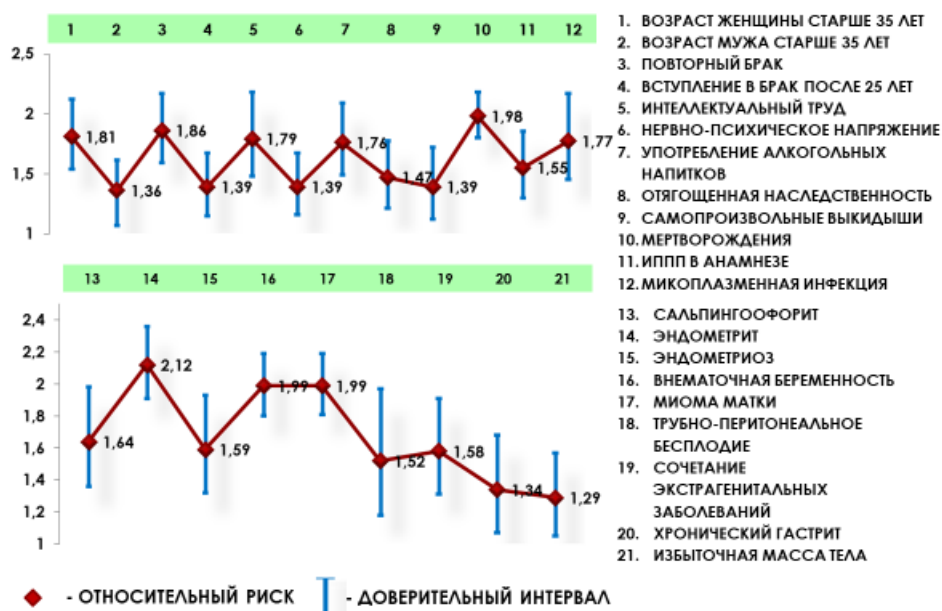 1 2 3 4 5 6 7 8 9 10 11 12
2,5
2
1,5
1
1,81
1,36
1,86
1,39
1,79
1,39
1,76
1,47
1,39
1,98
1,55
1,77
13 14 15 16 17 18 19 20 21
2,4
2,2
2
1,8
1,6
1,4
1,2
1
1,64
2,12
1,59
1,99
1,99
1,52
1,58
1,34
1,29
- ОТНОСИТЕЛЬНЫЙ РИСК
- ДОВЕРИТЕЛЬНЫЙ ИНТЕРВАЛ
1. ВОЗРАСТ ЖЕНЩИНЫ СТАРШЕ 35 ЛЕТ
2. ВОЗРАСТ МУЖА СТАРШЕ 35 ЛЕТ
3. ПОВТОРНЫЙ БРАК
4. ВСТУПЛЕНИЕ В БРАК ПОСЛЕ 25 ЛЕТ
5. ИНТЕЛЛЕКТУАЛЬНЫЙ ТРУД
6. НЕРВНО-ПСИХИЧЕСКОЕ НАПРЯЖЕНИЕ
7. УПОТРЕБЛЕНИЕ АЛКОГОЛЬНЫХ
НАПИТКОВ
8. ОТЯГОЩЕННАЯ НАСЛЕДСТВЕННОСТЬ
9. САМОПРОИЗВОЛЬНЫЕ ВЫКИДЫШИ
10. МЕРТВОРОЖДЕНИЯ
11. ИППП В АНАМНЕЗЕ
12. МИКОПЛАЗМЕННАЯ ИНФЕКЦИЯ
13. САЛЬПИНГООФОРИТ
14. ЭНДОМЕТРИТ
15. ЭНДОМЕТРИОЗ
16. ВНЕМАТОЧНАЯ БЕРЕМЕННОСТЬ
17. МИОМА МАТКИ
18. ТРУБНО-ПЕРИТОНЕАЛЬНОЕ
БЕСПЛОДИЕ
19. СОЧЕТАНИЕ
ЭКСТРАГЕНИТАЛЬНЫХ
ЗАБОЛЕВАНИЙ
20. ХРОНИЧЕСКИЙ ГАСТРИТ
21. ИЗБЫТОЧНАЯ МАССА ТЕЛА